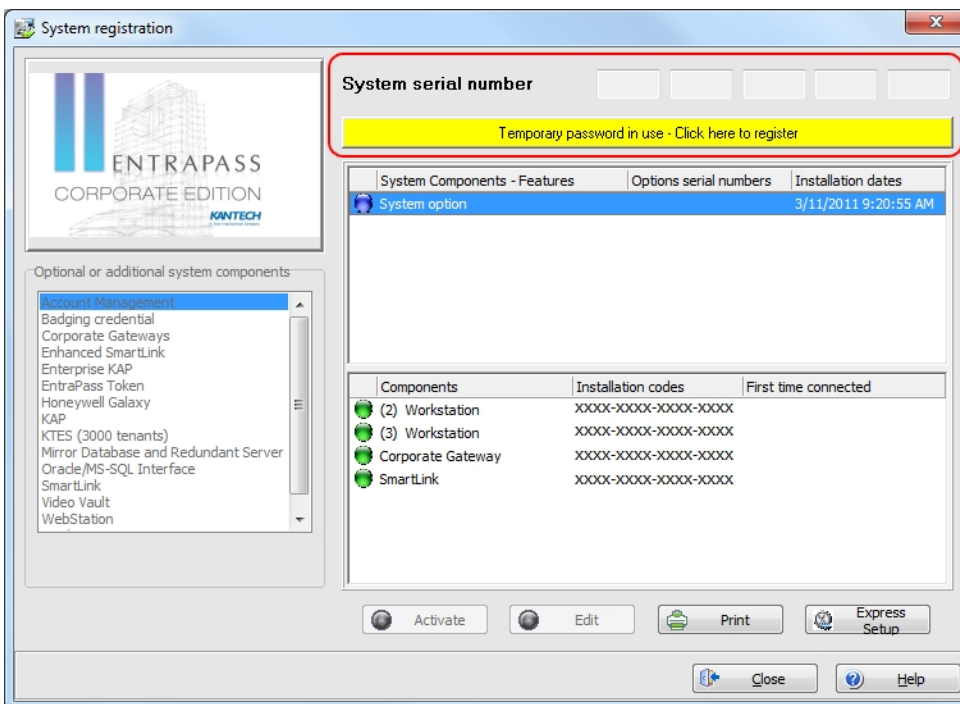 System registration
System serial number
Temporary password in use - Click here to register
ENTRAPASS
CORPORATE EDITION
KANTECH
System Components - Features Options serial numbers Installation dates
System option 3/11/2011 9:20:55 AM
Optional or additional system components
Account Management
Badging credential
Corporate Gateways
Enhanced SmartLink
Enterprise KAP
EntraPass Token
Honeywell Galaxy
KAP
KTES (3000 tenants)
Mirror Database and Redundant Server
Oracle/MS-SQL Interface
SmartLink
Video Vault
WebStation
Components Installation codes First time connected
(2) Workstation XXXX-XXXX-XXXX-XXXX
(3) Workstation XXXX-XXXX-XXXX-XXXX
Corporate Gateway XXXX-XXXX-XXXX-XXXX
SmartLink XXXX-XXXX-XXXX-XXXX
Activate Edit Print Express Setup
Close Help